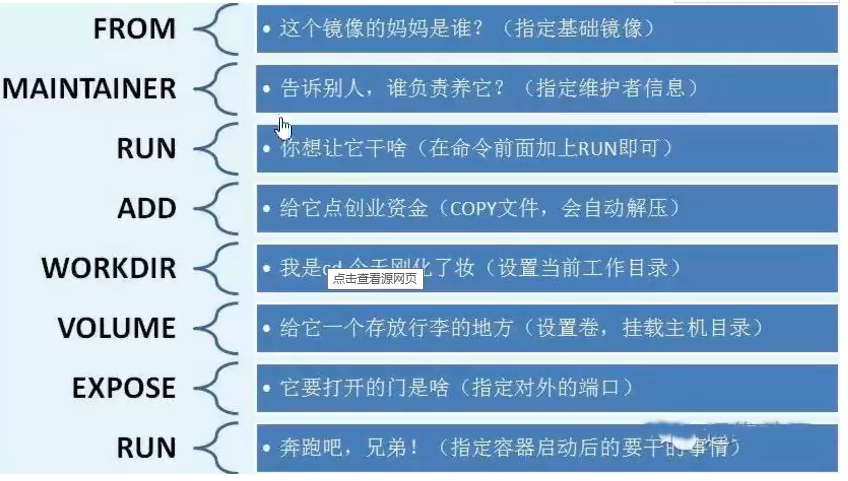 FROM
• 这个镜像的妈妈是谁？（指定基础镜像）
MAINTAINER
• 告诉别人，谁负责养它？（指定维护者信息）
RUN
• 你想让它干啥（在命令前面加上RUN即可）
ADD
• 给它点创业资金（COPY文件，会自动解压）
WORKDIR
• 我是cd,今天刚化了妆（设置当前工作目录）
点击查看源网页
VOLUME
• 给它一个存放行李的地方（设置卷，挂载主机目录）
EXPOSE
• 它要打开的门是啥（指定对外的端口）
RUN
• 奔跑吧，兄弟！（指定容器启动后的要干的事情）